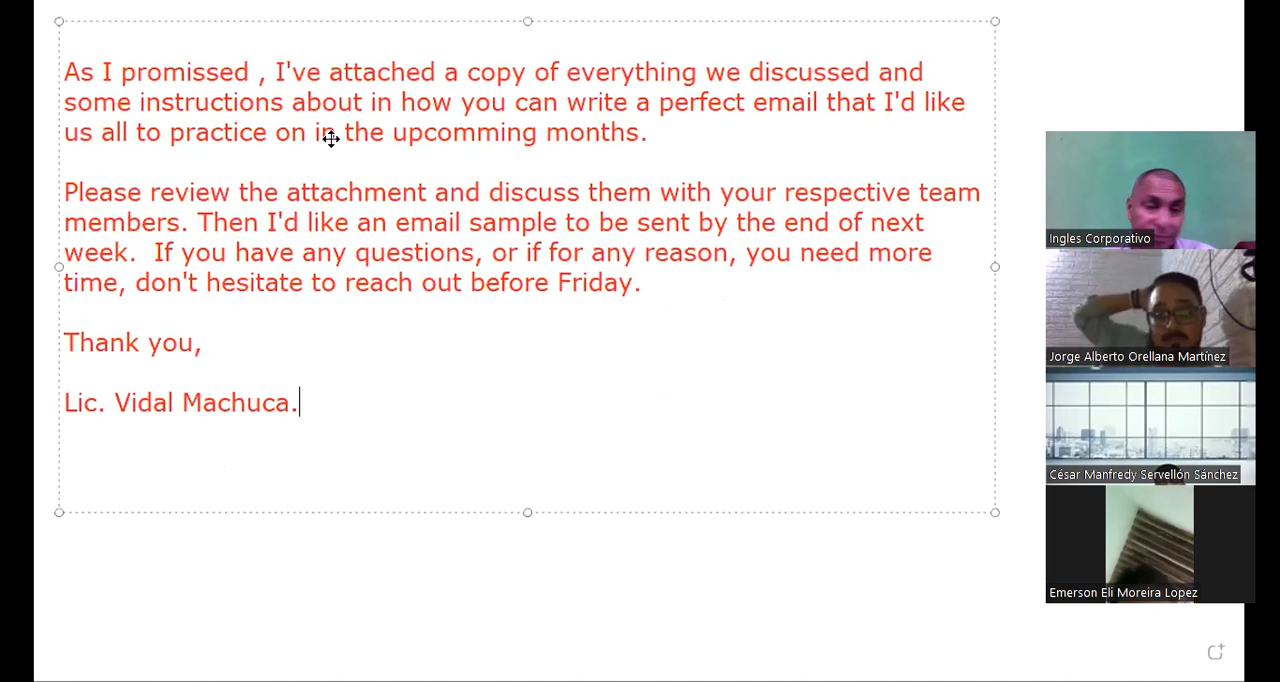 As I promissed , I've attached a copy of everything we discussed and
some instructions about in how you can write a perfect email that I'd like
us all to practice on in the upcomming months.
Please review the attachment and discuss them with your respective team
members. Then I'd like an email sample to be sent by the end of next
week.  If you have any questions, or if for any reason, you need more
time, don't hesitate to reach out before Friday.
Thank you,
Lic. Vidal Machuca.
Ingles Corporativo
Jorge Alberto Orellana Martínez
César Manfredy Servellón Sánchez
Emerson Eli Moreira Lopez